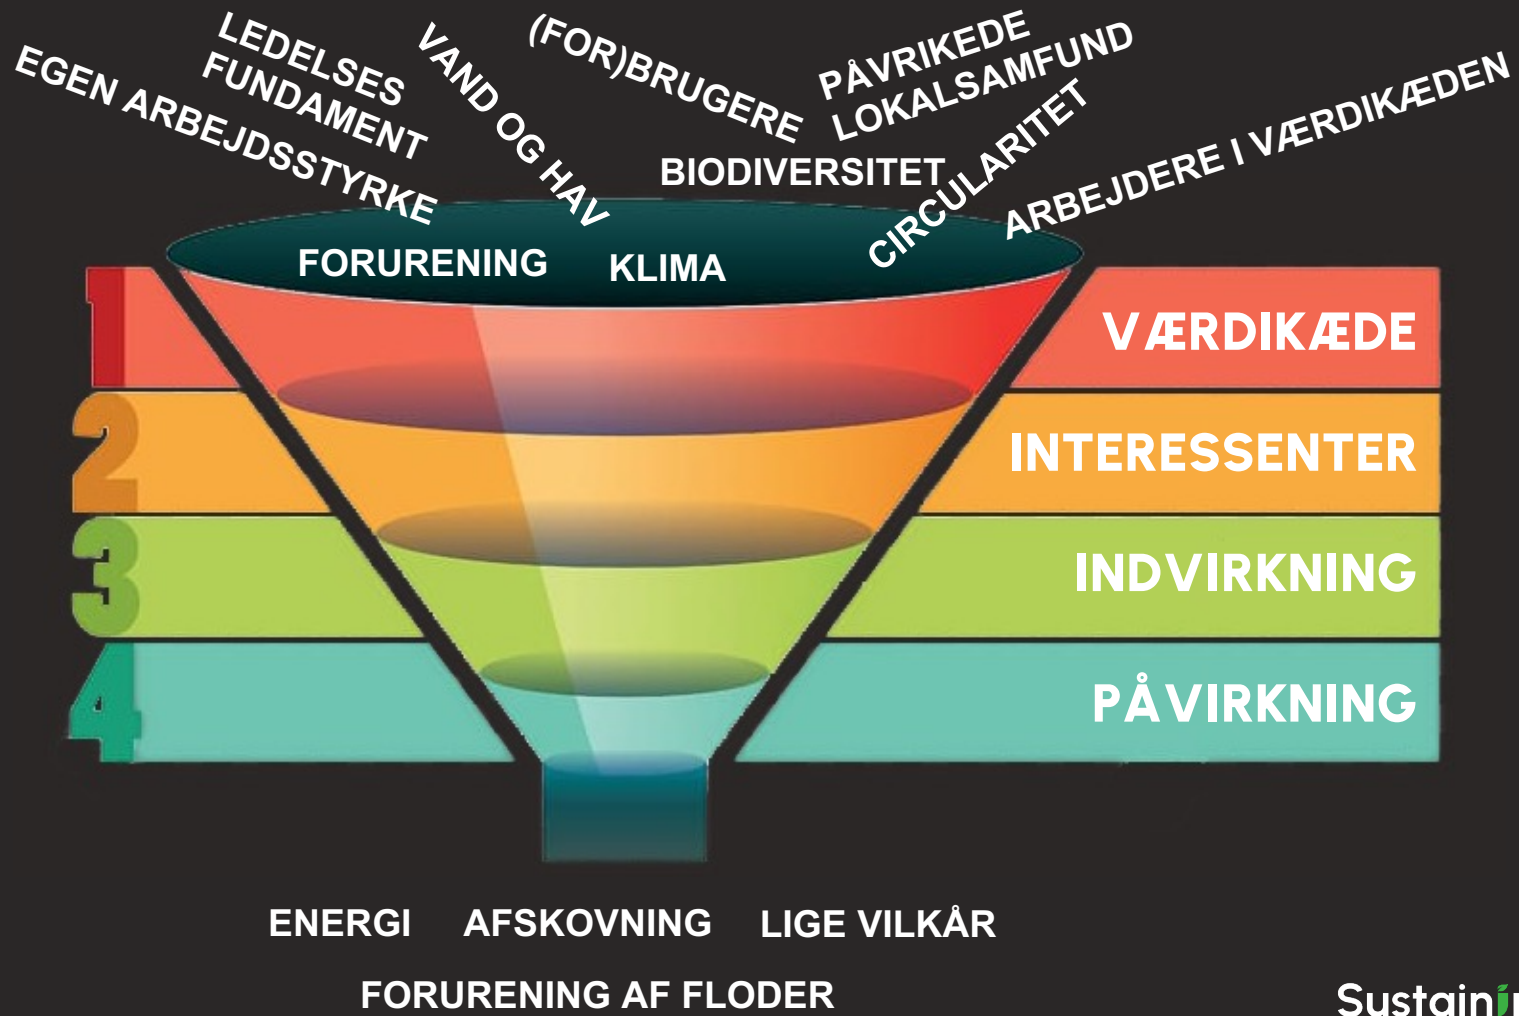 EGEN ARBEJDSSTYRKE
LEDELSES
FUNDAMENT
VAND OG HAV
(FOR)BRUGERE
PÅVRIKEDE
LOKALSAMFUND
BIODIVERSITET
CIRCULARITET
ARBEJDERE I VÆRDIKÆDEN
FORURENING
KLIMA
1
VÆRDIKÆDE
2
INTERESSENTER
3
INDVIRKNING
4
PÅVIRKNING
ENERGI
AFSKOVNING
LIGE VILKÅR
FORURENING AF FLODER